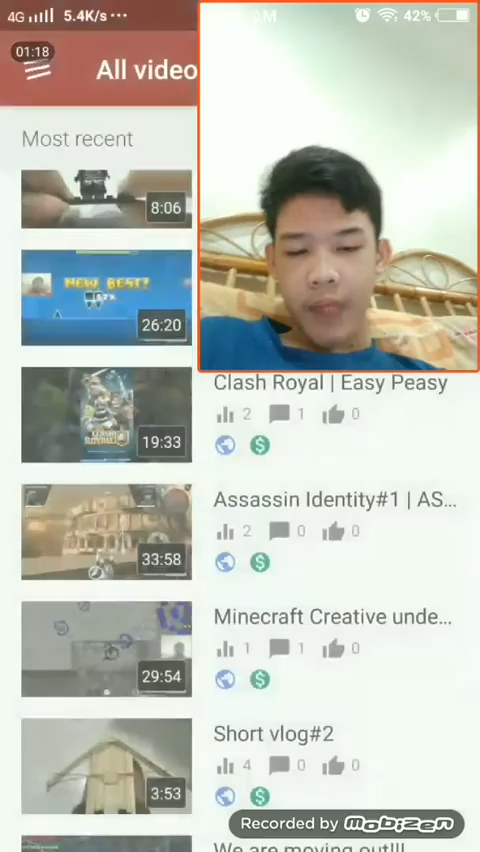 4G 5.4K/s ... M 42%
01:18
All video
Most recent
8:06
NEW BEST!
57%
26:20
Clash Royal | Easy Peasy
2 1 0
CLASH ROYALE
19:33
Assassin Identity#1 | AS...
2 0 0
33:58
Minecraft Creative unde...
1 1 0
29:54
Short vlog#2
4 0 0
3:53
Recorded by mobizen
We are moving out!!!